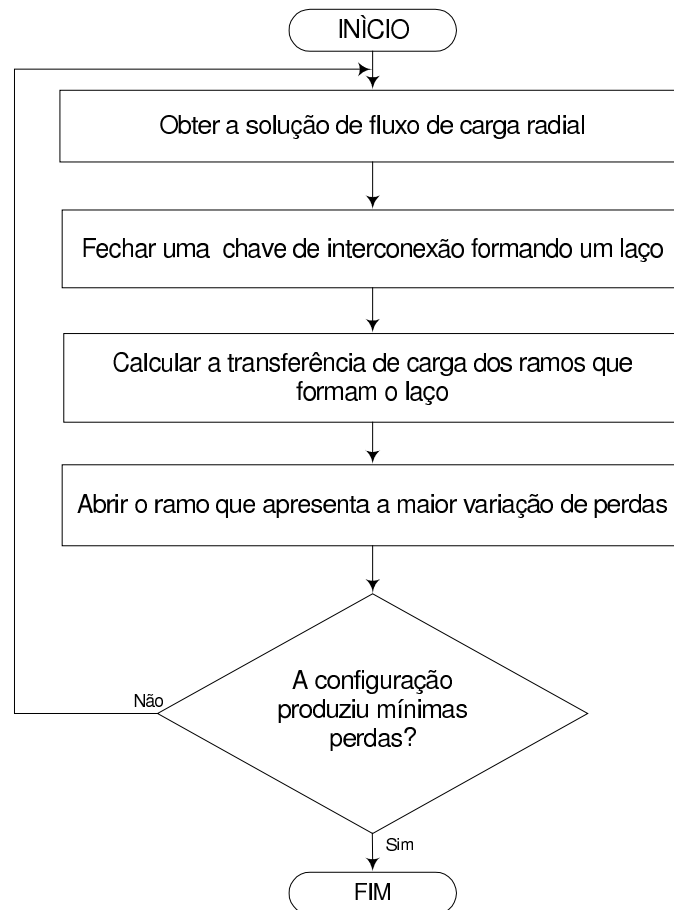 INÌCIO
Obter a solução de fluxo de carga radial
Fechar uma chave de interconexão formando um laço
Calcular a transferência de carga dos ramos que
formam o laço
Abrir o ramo que apresenta a maior variação de perdas
A configuração
produziu mínimas
perdas?
Não
Sim
FIM